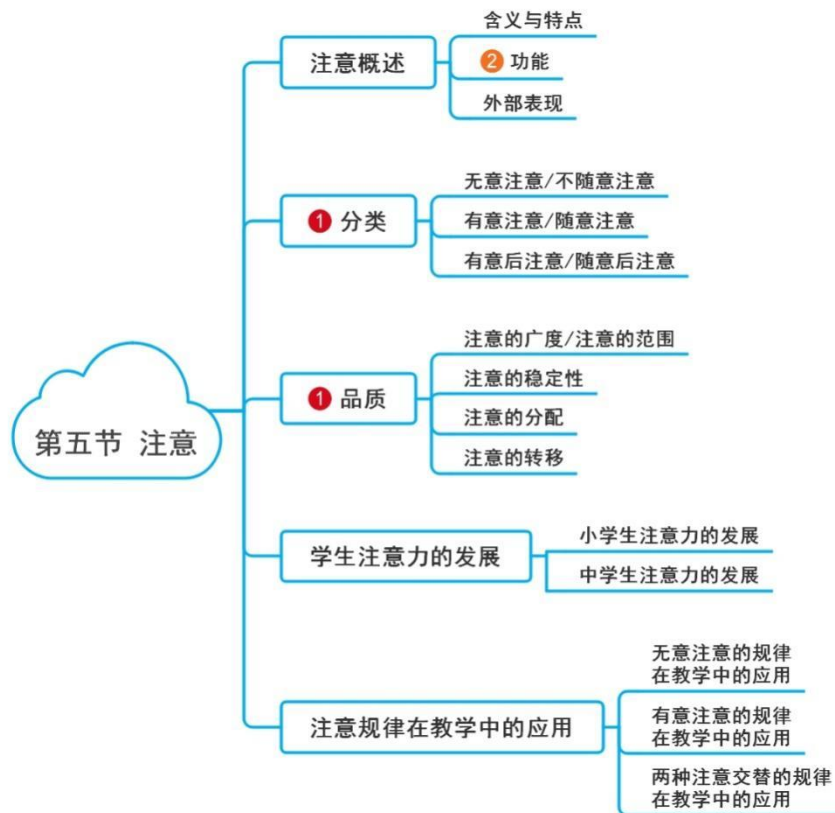 第五节 注意
注意概述
含义与特点
2 功能
外部表现
1 分类
无意注意/不随意注意
有意注意/随意注意
有意后注意/随意后注意
1 品质
注意的广度/注意的范围
注意的稳定性
注意的分配
注意的转移
学生注意力的发展
小学生注意力的发展
中学生注意力的发展
注意规律在教学中的应用
无意注意的规律
在教学中的应用
有意注意的规律
在教学中的应用
两种注意交替的规律
在教学中的应用